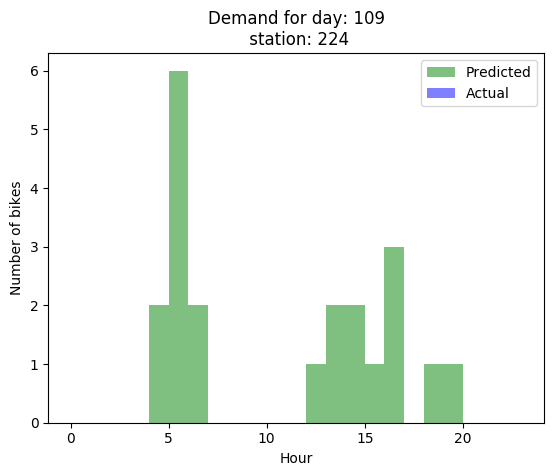 Demand for day: 109
station: 224
Predicted
Actual
Number of bikes
6
5
4
3
2
1
0
0
5
10
15
20
Hour